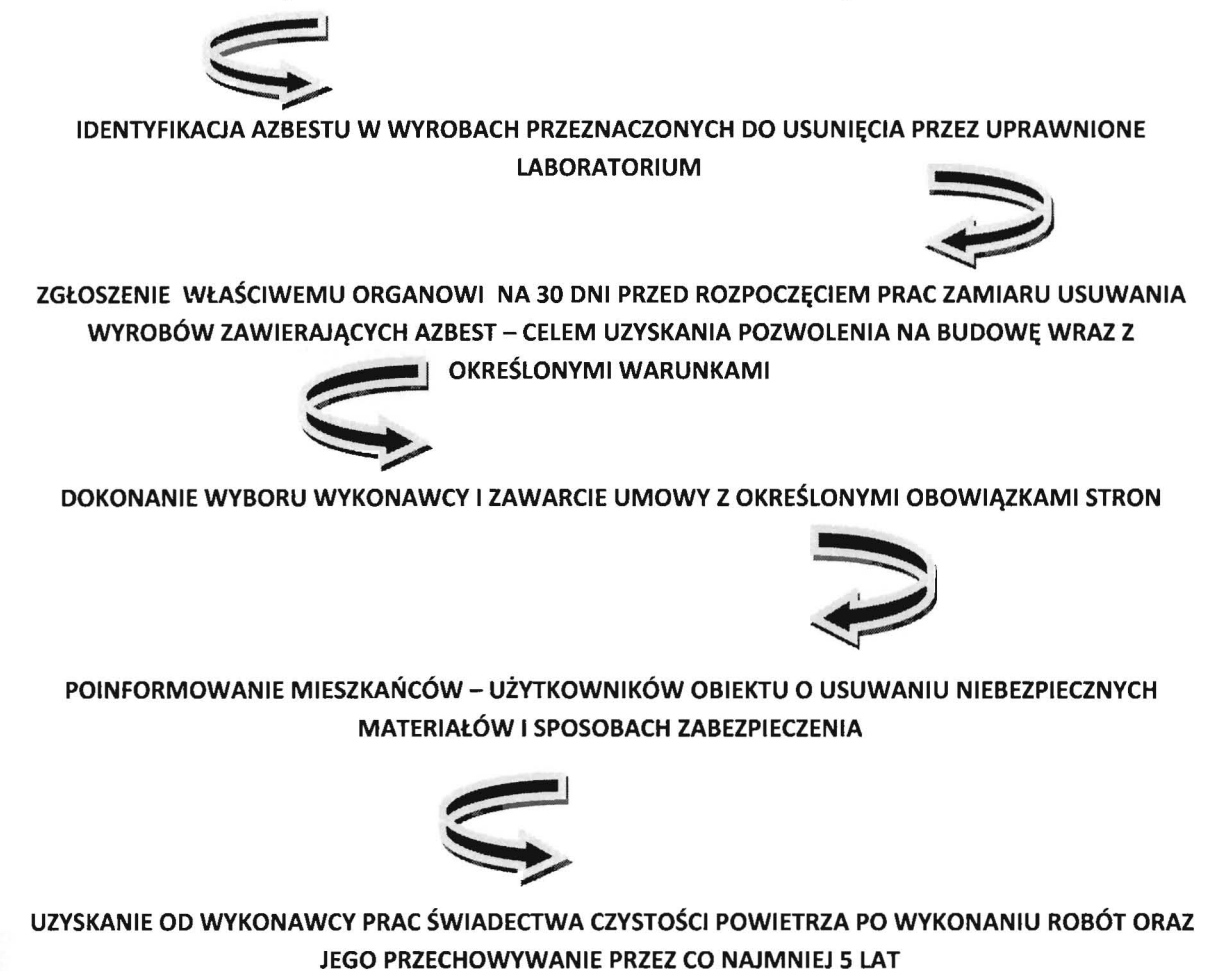 IDENTYFIKACJA AZBESTU W WYROBACH PRZEZNACZONYCH DO USUNIĘCIA PRZEZ UPRAWNIONE
LABORATORIUM
ZGŁOSZENIE WŁAŚCIWEMU ORGANOWI NA 30 DNI PRZED ROZPOCZĘCIEM PRAC ZAMIARU USUWANIA
WYROBÓW ZAWIERAJĄCYCH AZBEST – CELEM UZYSKANIA POZWOLENIA NA BUDOWĘ WRAZ Z
OKREŚLONYMI WARUNKAMI
DOKONANIE WYBORU WYKONAWCY I ZAWARCIE UMOWY Z OKREŚLONYMI OBOWIĄZKAMI STRON
POINFORMOWANIE MIESZKAŃCÓW – UŻYTKOWNIKÓW OBIEKTU O USUWANIU NIEBEZPIECZNYCH
MATERIAŁÓW I SPOSOBACH ZABEZPIECZENIA
UZYSKANIE OD WYKONAWCY PRAC ŚWIADECTWA CZYSTOŚCI POWIETRZA PO WYKONANIU ROBÓT ORAZ
JEGO PRZECHOWYWANIE PRZEZ CO NAJMNIEJ 5 LAT